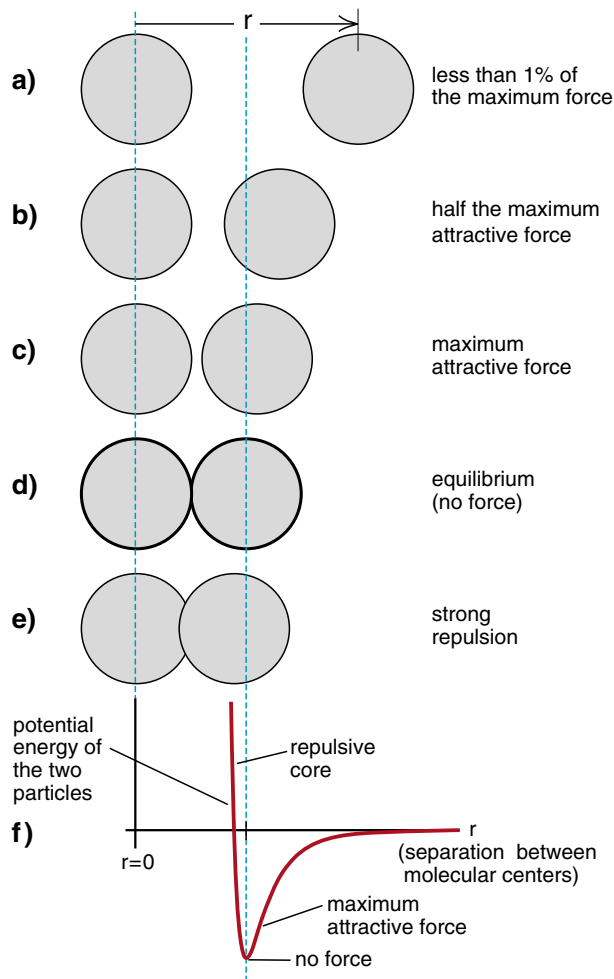 r
a)
less than 1% of
the maximum force
b)
half the maximum
attractive force
c)
maximum
attractive force
d)
equilibrium
(no force)
e)
strong
repulsion
potential
energy of
the two
particles
repulsive
core
f)
r=0
r
(separation between
molecular centers)
maximum
attractive force
no force